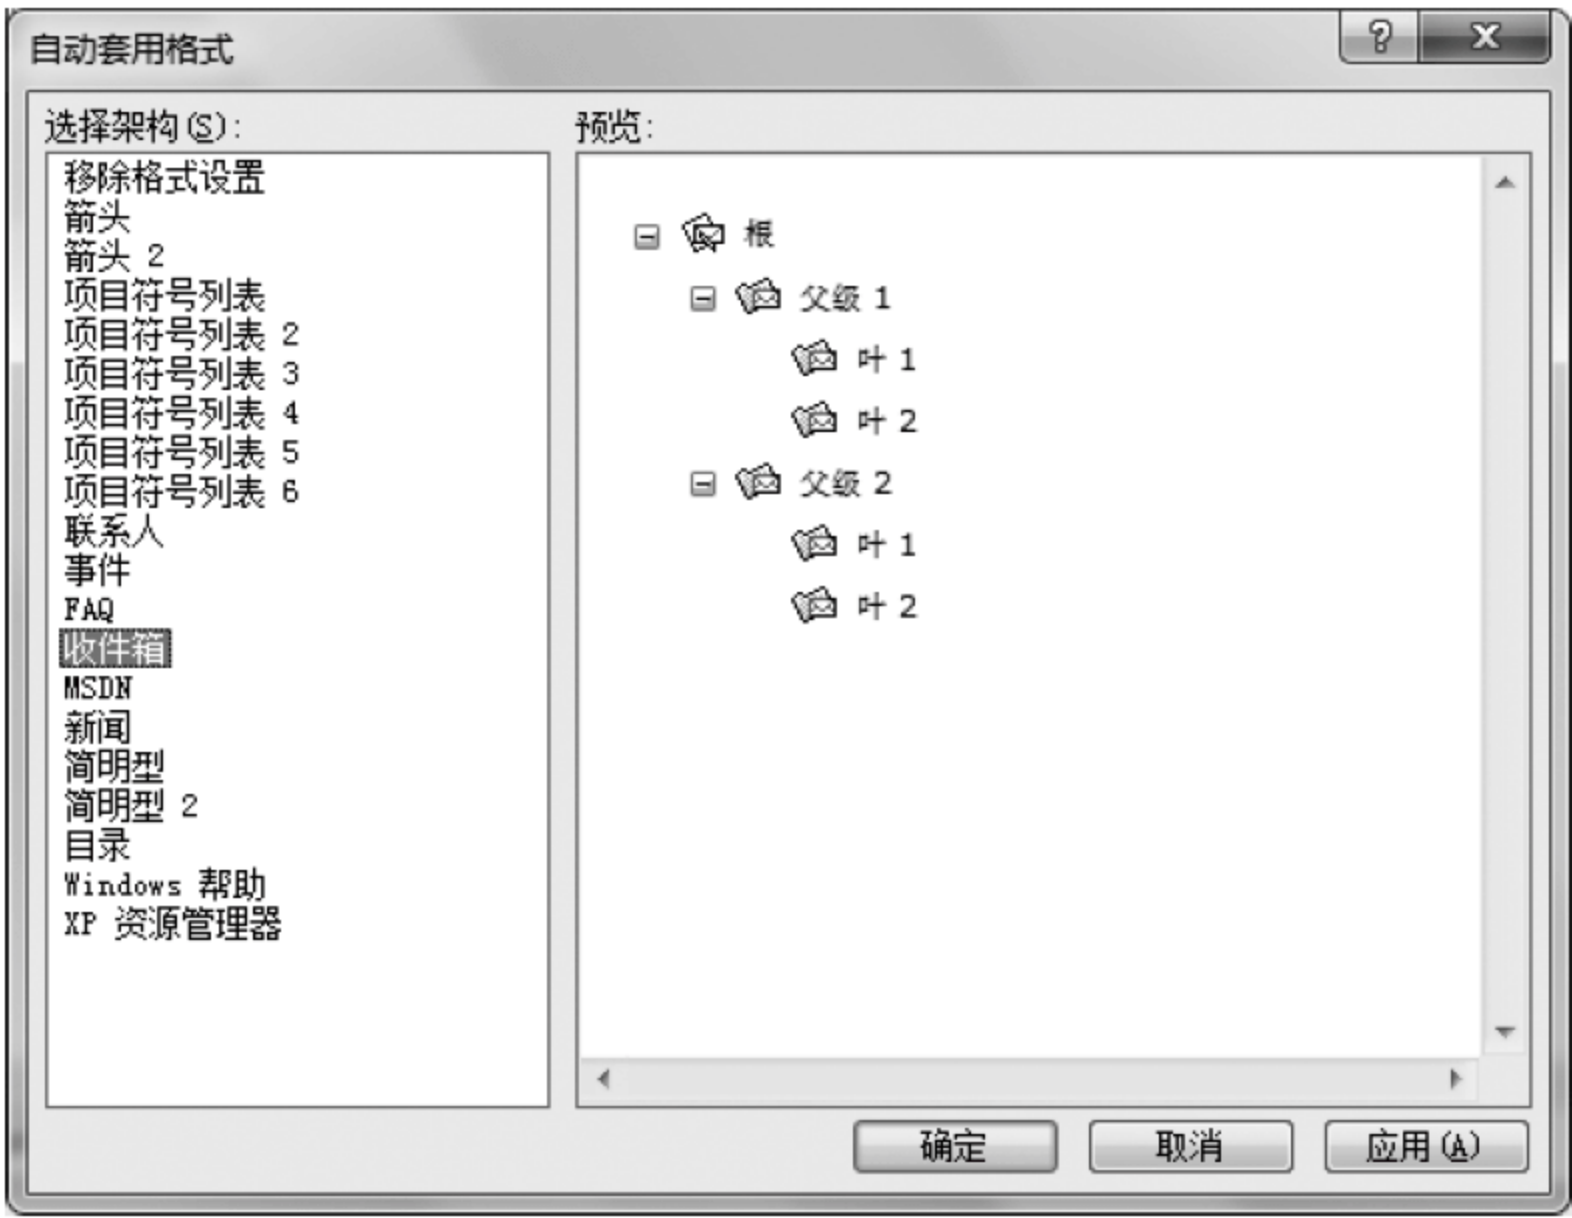 自动套用格式
选择架构(S):
移除格式设置
箭头
箭头 2
项目符号列表
项目符号列表 2
项目符号列表 3
项目符号列表 4
项目符号列表 5
项目符号列表 6
联系人
事件
FAQ
收件箱
MSDN
新闻
简明型
简明型 2
目录
Windows 帮助
XP 资源管理器
预览:
根
父级 1
叶 1
叶 2
父级 2
叶 1
叶 2
确定
取消
应用(A)